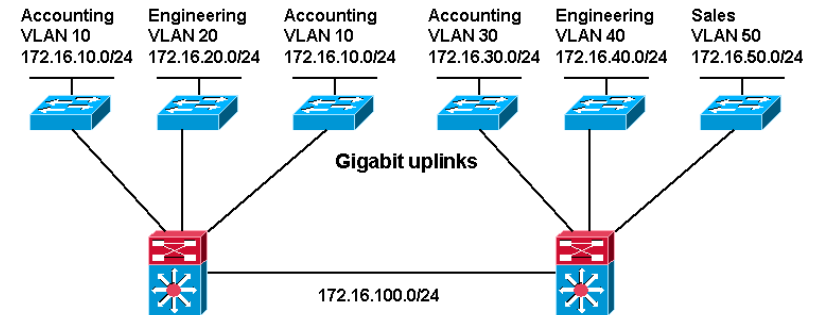 Accounting
VLAN 10
172.16.10.0/24
Engineering
VLAN 20
172.16.20.0/24
Accounting
VLAN 10
172.16.10.0/24
Accounting
VLAN 30
172.16.30.0/24
Engineering
VLAN 40
172.16.40.0/24
Sales
VLAN 50
172.16.50.0/24
Gigabit uplinks
172.16.100.0/24